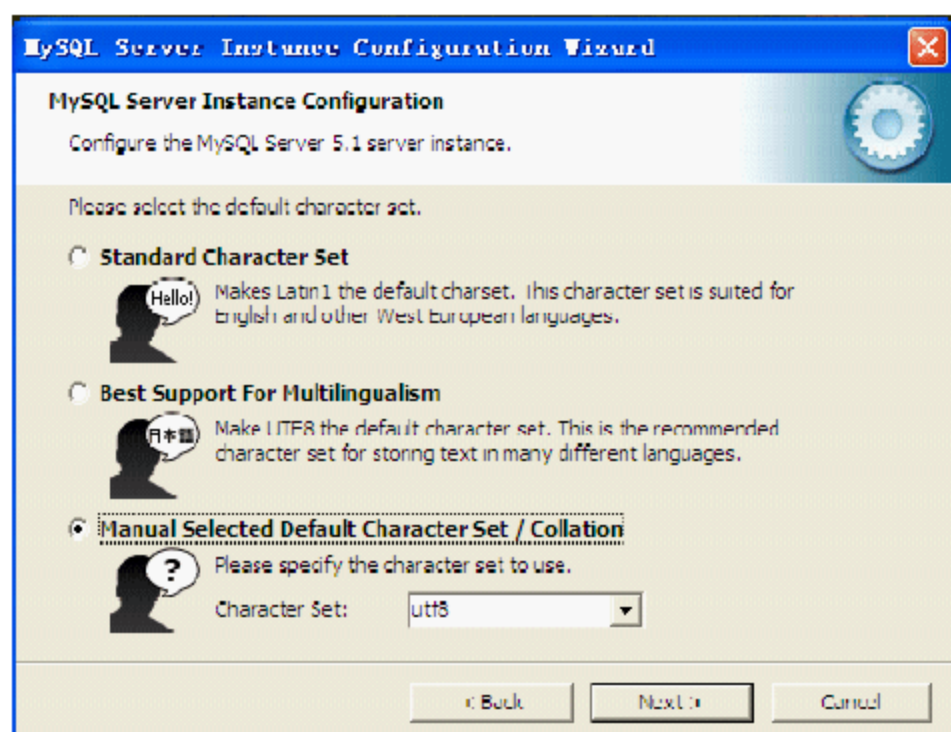 MySQL Server Instance Configuration Wizard
MySQL Server Instance Configuration
Configure the MySQL Server 5.1 server instance.
Please select the default character set.
Standard Character Set
Hello!
Makes Latin1 the default charset. This character set is suited for
English and other West European languages.
Best Support For Multilingualism
日本語
Make UTF8 the default character set. This is the recommended
character set for storing text in many different languages.
Manual Selected Default Character Set / Collation
?
Please specify the character set to use.
Character Set:
utf8
< Back
Next >
Cancel